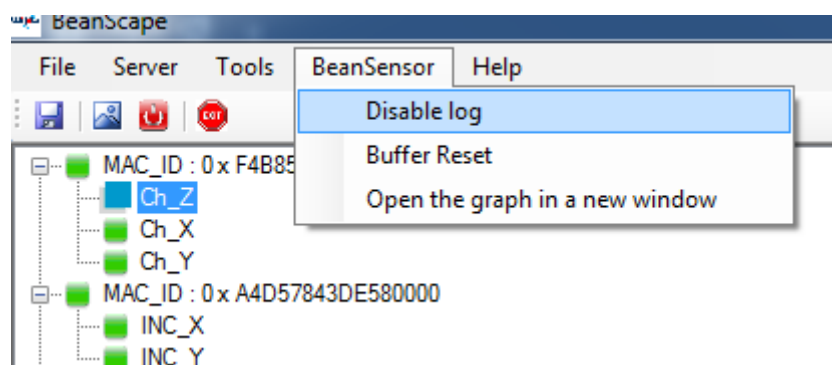 BeanScape
File Server Tools BeanSensor Help
Disable log
Buffer Reset
Open the graph in a new window
MAC_ID : 0 x F4B85
Ch_Z
Ch_X
Ch_Y
MAC_ID : 0 x A4D57843DE580000
INC_X
INC_Y